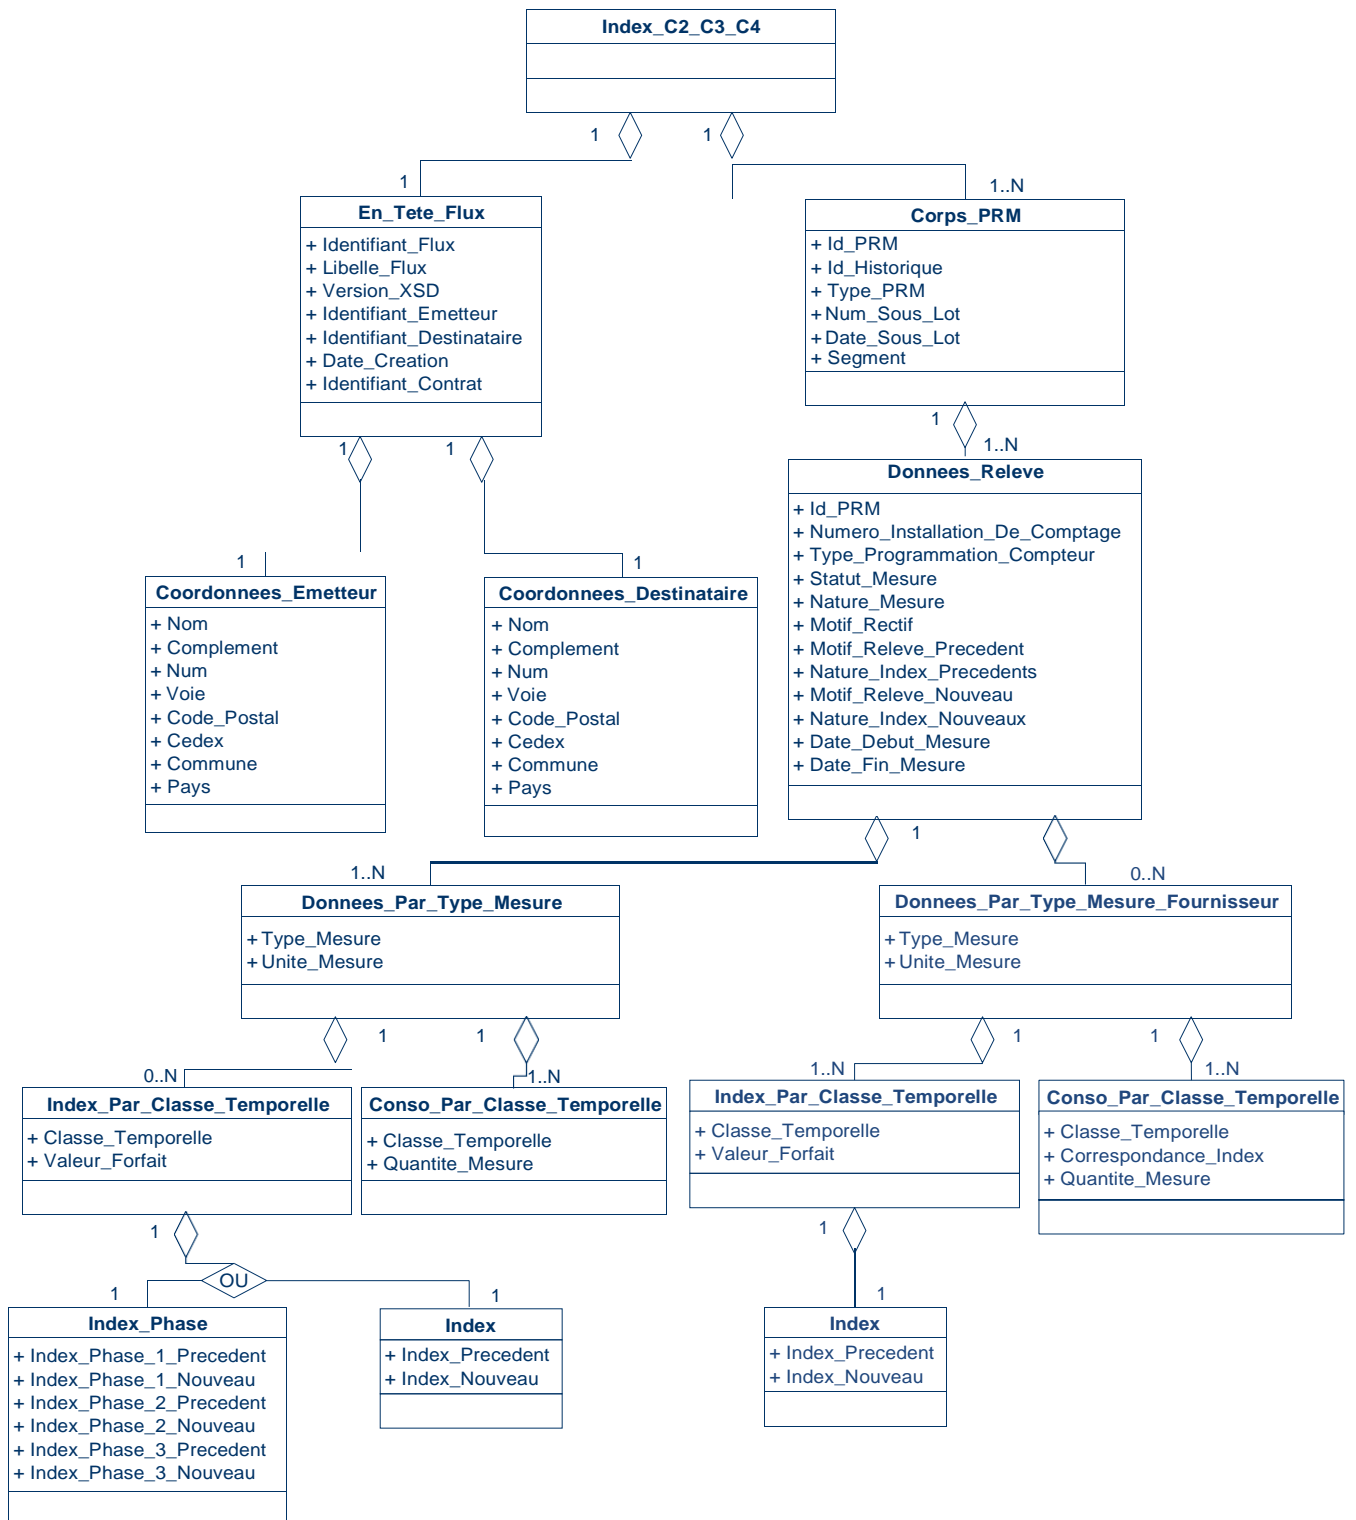 Index_C2_C3_C4
1
1
1
1..N
En_Tete_Flux
+ Identifiant_Flux
+ Libelle_Flux
+ Version_XSD
+ Identifiant_Emetteur
+ Identifiant_Destinataire
+ Date_Creation
+ Identifiant_Contrat
Corps_PRM
+ Id_PRM
+ Id_Historique
+ Type_PRM
+ Num_Sous_Lot
+ Date_Sous_Lot
+ Segment
1
1
1
1..N
1
1
Coordonnees_Emetteur
+ Nom
+ Complement
+ Num
+ Voie
+ Code_Postal
+ Cedex
+ Commune
+ Pays
Coordonnees_Destinataire
+ Nom
+ Complement
+ Num
+ Voie
+ Code_Postal
+ Cedex
+ Commune
+ Pays
Donnees_Releve
+ Id_PRM
+ Numero_Installation_De_Comptage
+ Type_Programmation_Compteur
+ Statut_Mesure
+ Nature_Mesure
+ Motif_Rectif
+ Motif_Releve_Precedent
+ Nature_Index_Precedents
+ Motif_Releve_Nouveau
+ Nature_Index_Nouveaux
+ Date_Debut_Mesure
+ Date_Fin_Mesure
1
1..N
0..N
Donnees_Par_Type_Mesure
+ Type_Mesure
+ Unite_Mesure
Donnees_Par_Type_Mesure_Fournisseur
+ Type_Mesure
+ Unite_Mesure
1
1
1
1
0..N
1..N
1..N
1..N
Index_Par_Classe_Temporelle
+ Classe_Temporelle
+ Valeur_Forfait
Conso_Par_Classe_Temporelle
+ Classe_Temporelle
+ Quantite_Mesure
Index_Par_Classe_Temporelle
+ Classe_Temporelle
+ Valeur_Forfait
Conso_Par_Classe_Temporelle
+ Classe_Temporelle
+ Correspondance_Index
+ Quantite_Mesure
1
1
OU
1
1
1
Index_Phase
+ Index_Phase_1_Precedent
+ Index_Phase_1_Nouveau
+ Index_Phase_2_Precedent
+ Index_Phase_2_Nouveau
+ Index_Phase_3_Precedent
+ Index_Phase_3_Nouveau
Index
+ Index_Precedent
+ Index_Nouveau
Index
+ Index_Precedent
+ Index_Nouveau